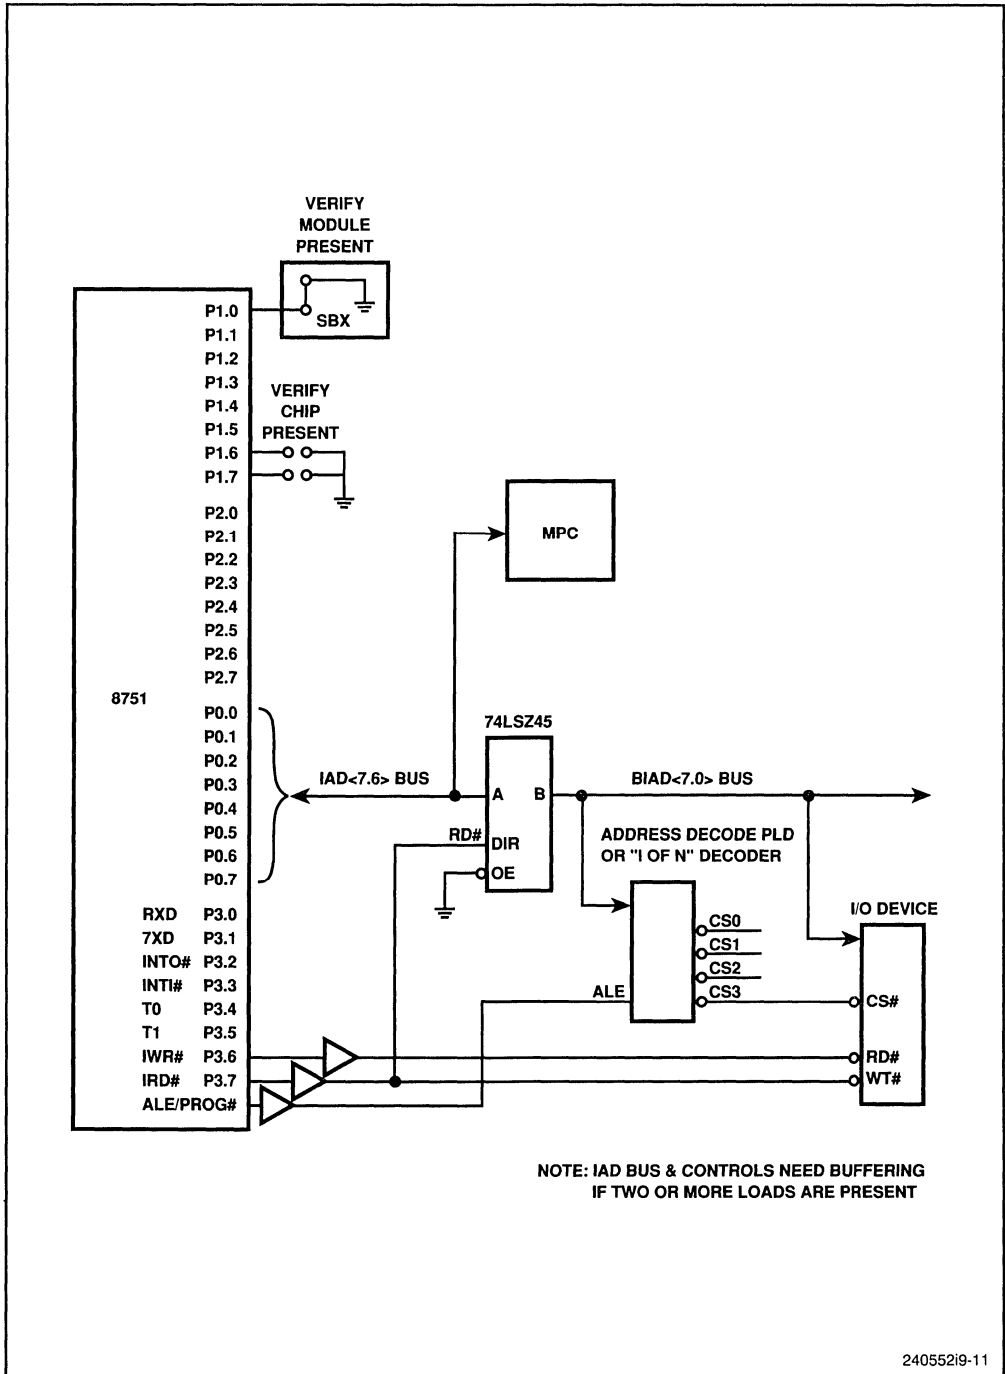 VERIFY
MODULE
PRESENT
SBX
P1.0
P1.1
P1.2
P1.3
P1.4
P1.5
P1.6
P1.7
VERIFY
CHIP
PRESENT
P2.0
P2.1
P2.2
P2.3
P2.4
P2.5
P2.6
P2.7
MPC
8751
P0.0
P0.1
P0.2
P0.3
P0.4
P0.5
P0.6
P0.7
IAD<7.6> BUS
74LSZ45
A B
DIR
OE
RD#
BIAD<7.0> BUS
ADDRESS DECODE PLD
OR "I OF N" DECODER
CS0
CS1
CS2
CS3
ALE
I/O DEVICE
CS#
RD#
WT#
RXD P3.0
7XD P3.1
INTO# P3.2
INTI# P3.3
T0 P3.4
T1 P3.5
IWR# P3.6
IRD# P3.7
ALE/PROG#
NOTE: IAD BUS & CONTROLS NEED BUFFERING
IF TWO OR MORE LOADS ARE PRESENT
240552i9-11